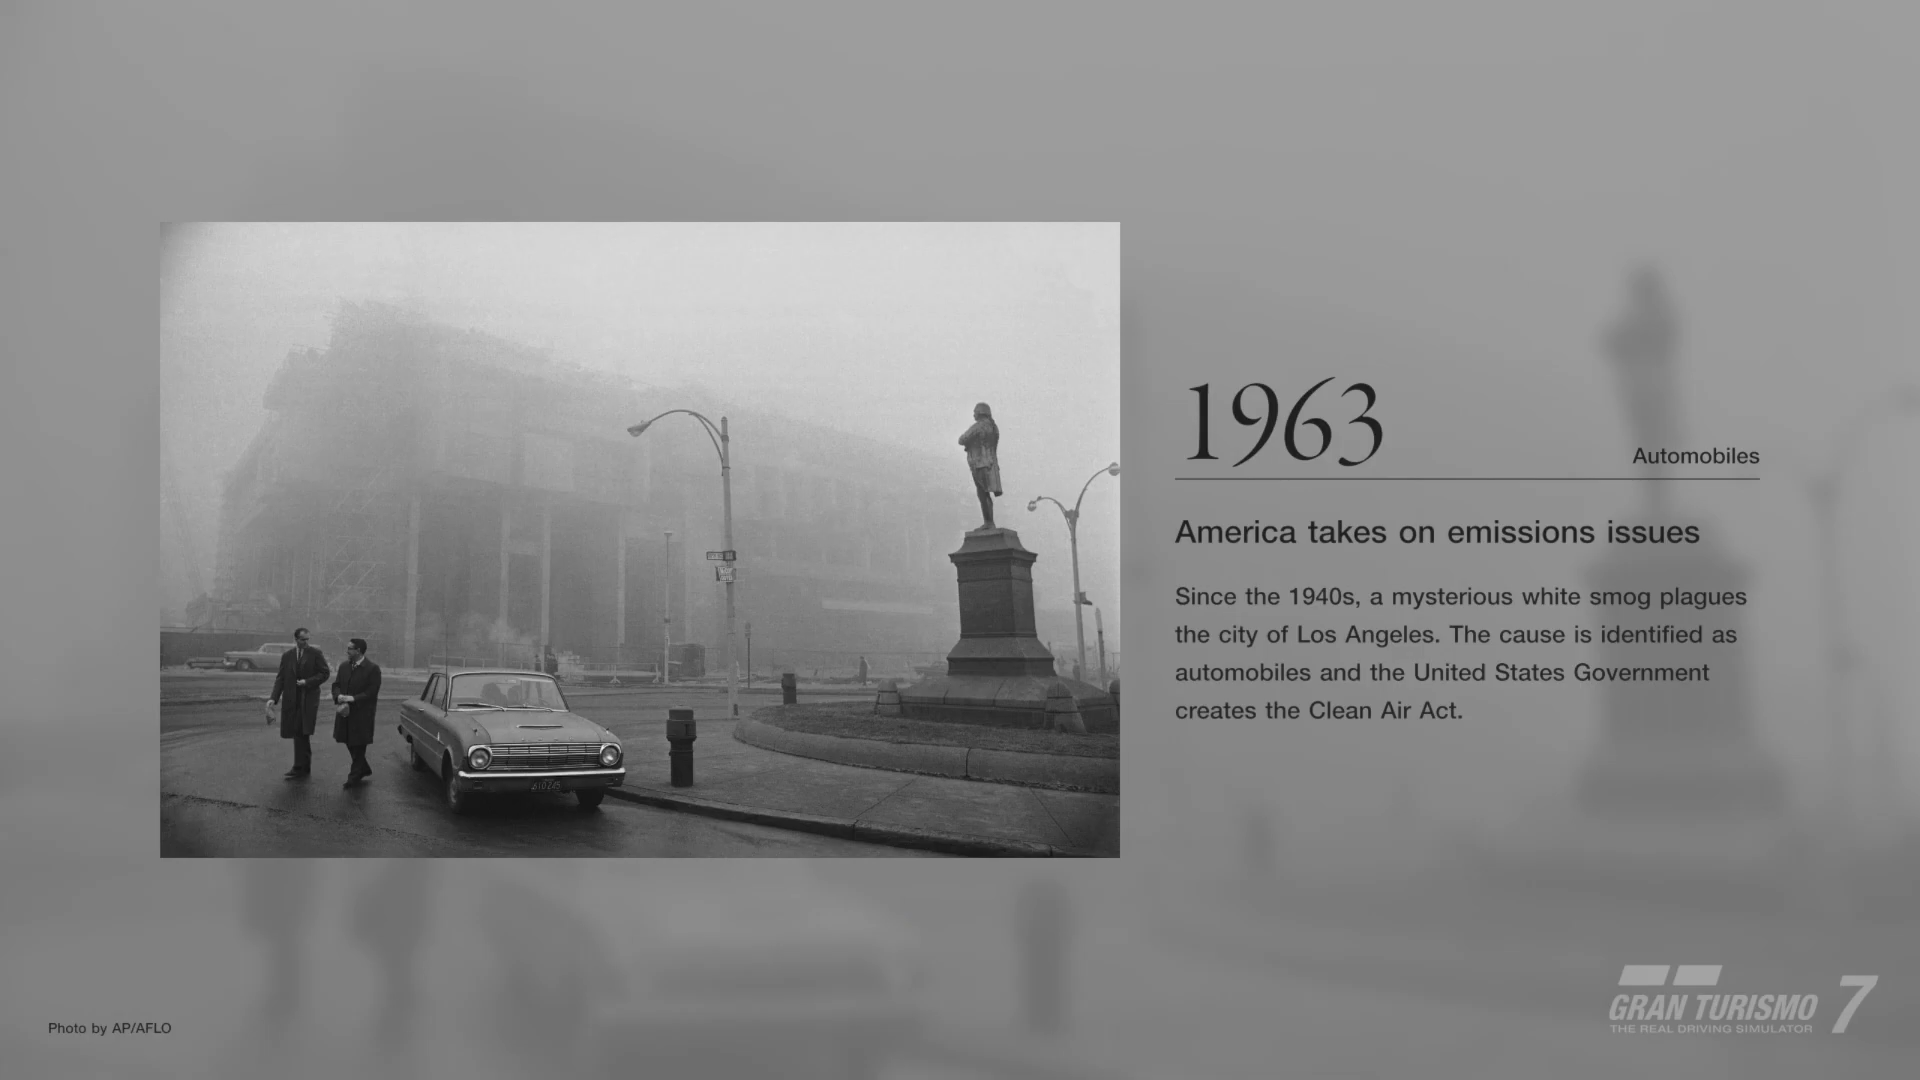 1963
Automobiles
America takes on emissions issues
Since the 1940s, a mysterious white smog plagues
the city of Los Angeles. The cause is identified as
automobiles and the United States Government
creates the Clean Air Act.
Photo by AP/AFLO
GRAN TURISMO 7
THE REAL DRIVING SIMULATOR